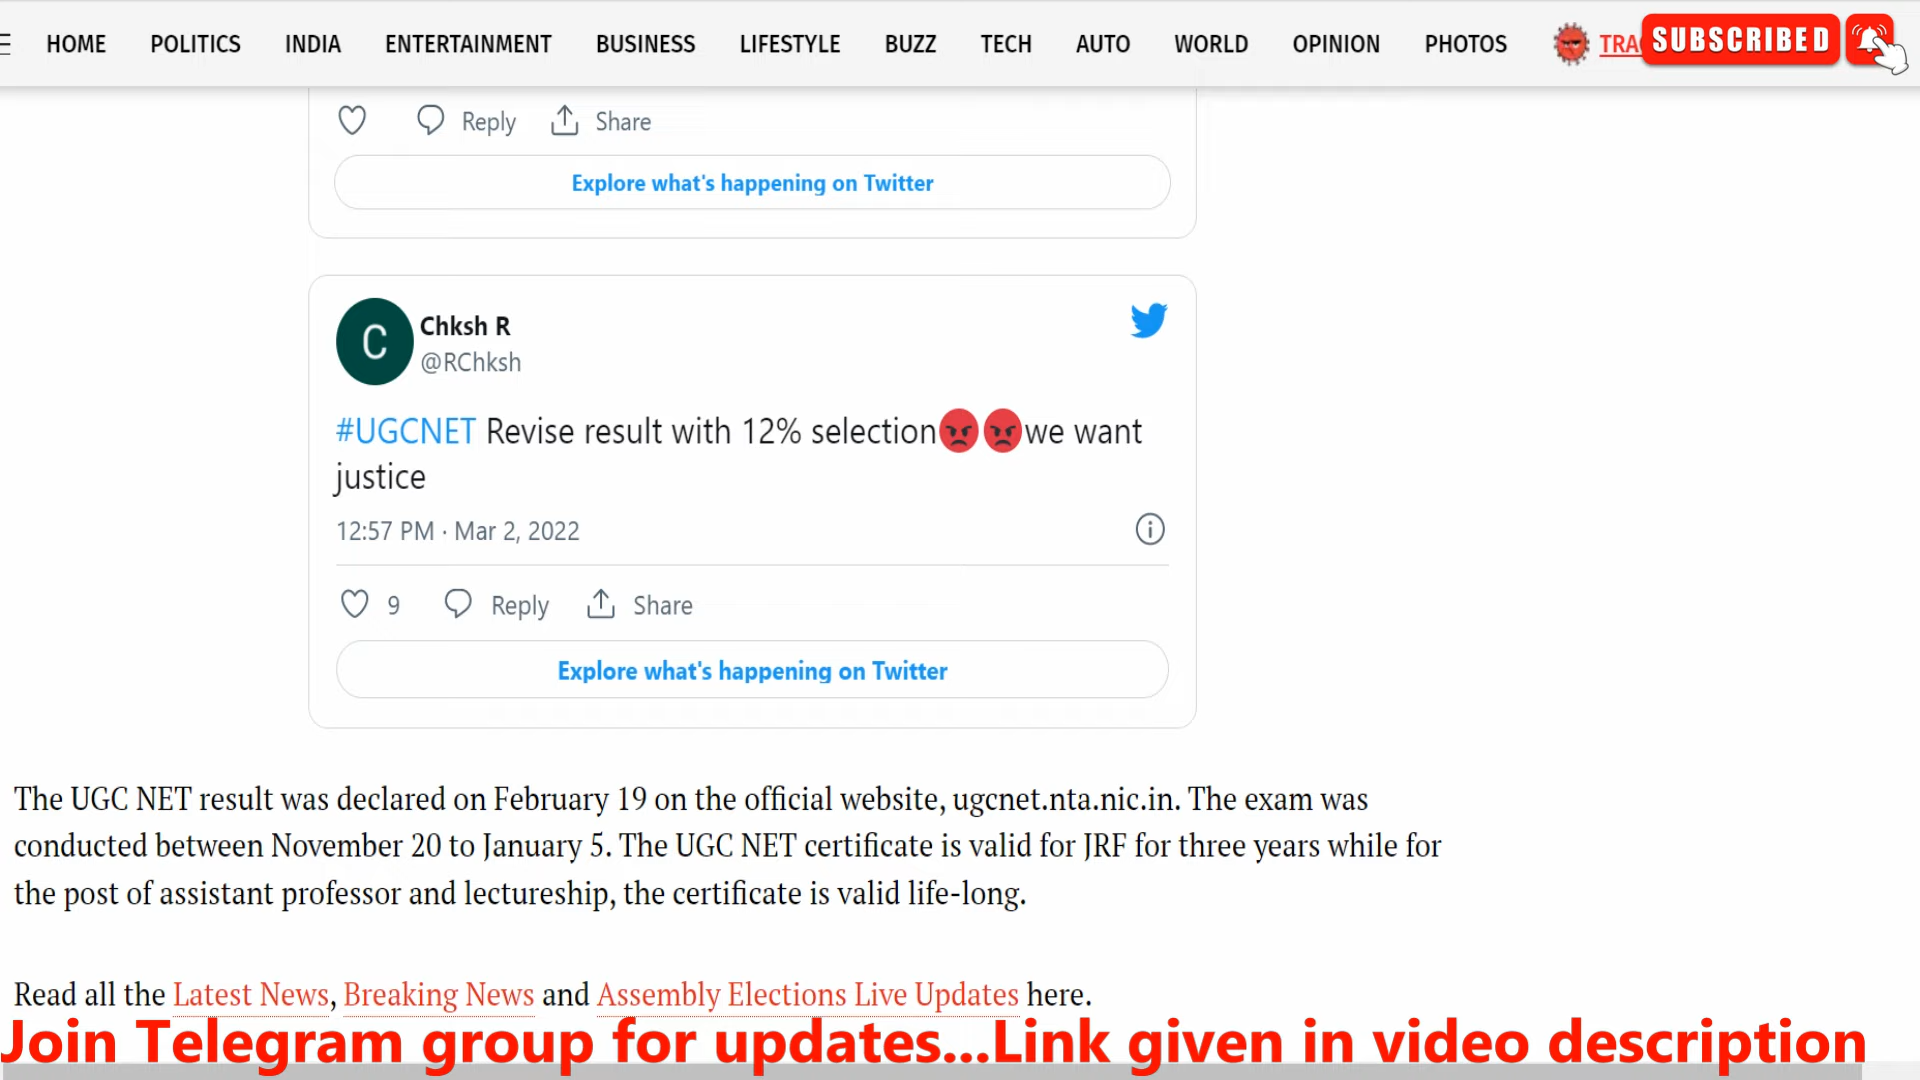 HOME POLITICS INDIA ENTERTAINMENT BUSINESS LIFESTYLE BUZZ TECH AUTO WORLD OPINION PHOTOS TRA SUBSCRIBED
Reply Share
Explore what's happening on Twitter
C
Chksh R
@RChksh
#UGCNET Revise result with 12% selection😡😡we want
justice
12:57 PM · Mar 2, 2022
9 Reply Share
Explore what's happening on Twitter
The UGC NET result was declared on February 19 on the official website, ugcnet.nta.nic.in. The exam was
conducted between November 20 to January 5. The UGC NET certificate is valid for JRF for three years while for
the post of assistant professor and lectureship, the certificate is valid life-long.
Read all the Latest News, Breaking News and Assembly Elections Live Updates here.
Join Telegram group for updates...Link given in video description